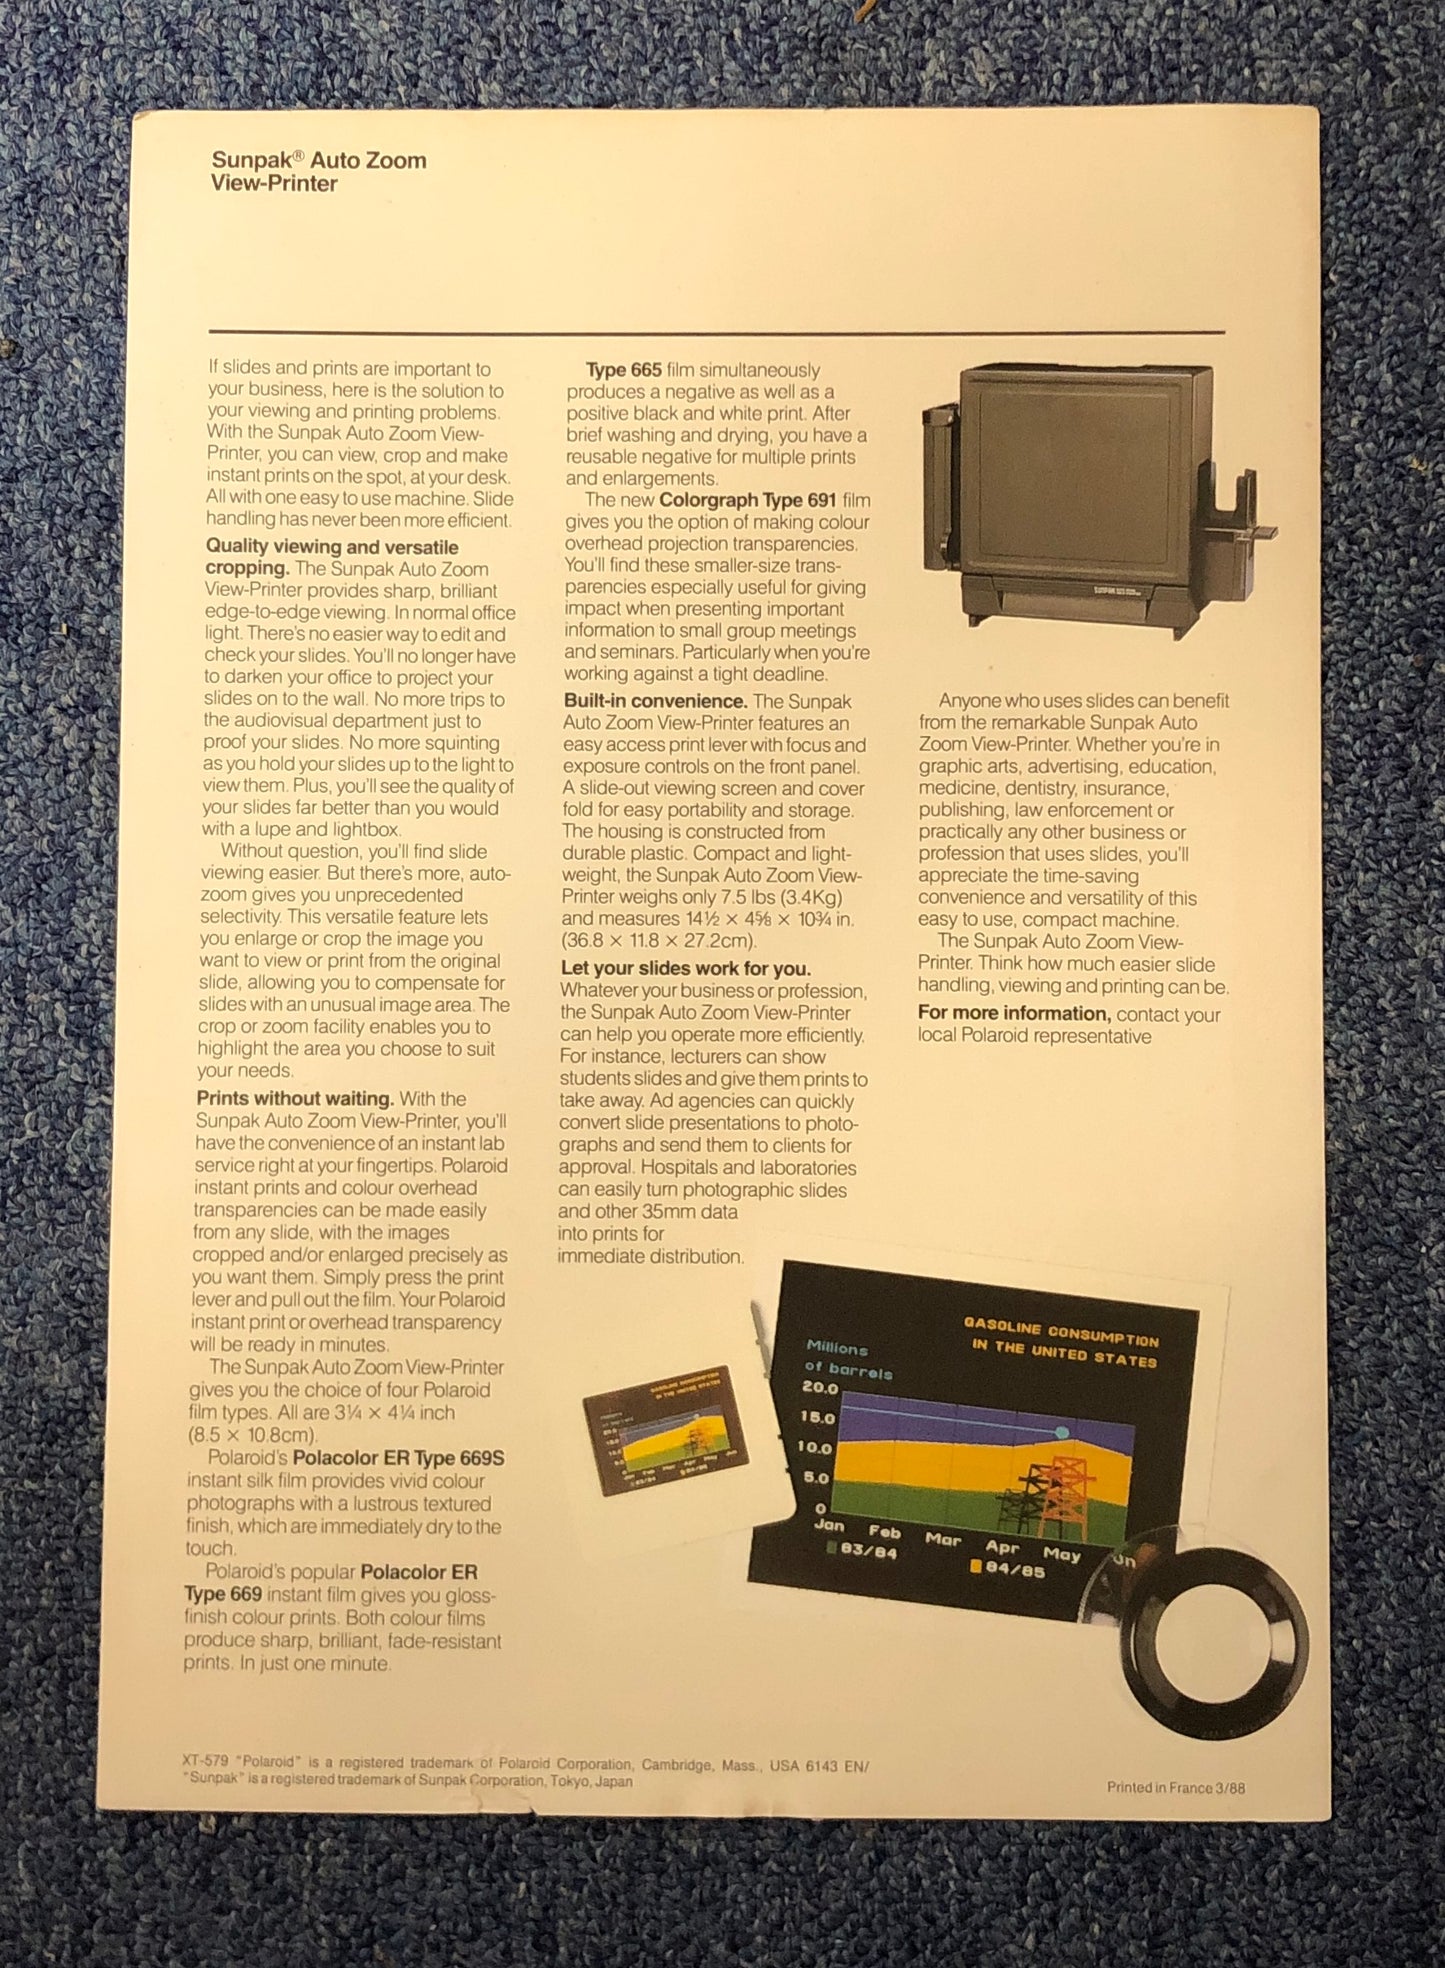 Sunpak® Auto Zoom
View-Printer
If slides and prints are important to
your business, here is the solution to
your viewing and printing problems.
With the Sunpak Auto Zoom View-
Printer, you can view, crop and make
instant prints on the spot, at your desk.
All with one easy to use machine. Slide
handling has never been more efficient.
Quality viewing and versatile
cropping. The Sunpak Auto Zoom
View-Printer provides sharp, brilliant
edge-to-edge viewing. In normal office
light. There's no easier way to edit and
check your slides. You'll no longer have
to darken your office to project your
slides on to the wall. No more trips to
the audiovisual department just to
proof your slides. No more squinting
as you hold your slides up to the light to
view them. Plus, you'll see the quality of
your slides far better than you would
with a lupe and lightbox.
Without question, you'll find slide
viewing easier. But there's more, auto-
zoom gives you unprecedented
selectivity. This versatile feature lets
you enlarge or crop the image you
want to view or print from the original
slide, allowing you to compensate for
slides with an unusual image area. The
crop or zoom facility enables you to
highlight the area you choose to suit
your needs.
Prints without waiting. With the
Sunpak Auto Zoom View-Printer, you'll
have the convenience of an instant lab
service right at your fingertips. Polaroid
instant prints and colour overhead
transparencies can be made easily
from any slide, with the images
cropped and/or enlarged precisely as
you want them. Simply press the print
lever and pull out the film. Your Polaroid
instant print or overhead transparency
will be ready in minutes.
The Sunpak Auto Zoom View-Printer
gives you the choice of four Polaroid
film types. All are 3¼ × 4¼ inch
(8.5 × 10.8cm).
Polaroid's Polacolor ER Type 669S
instant silk film provides vivid colour
photographs with a lustrous textured
finish, which are immediately dry to the
touch.
Polaroid's popular Polacolor ER
Type 669 instant film gives you gloss-
finish colour prints. Both colour films
produce sharp, brilliant, fade-resistant
prints. In just one minute.
Type 665 film simultaneously
produces a negative as well as a
positive black and white print. After
brief washing and drying, you have a
reusable negative for multiple prints
and enlargements.
The new Colorgraph Type 691 film
gives you the option of making colour
overhead projection transparencies.
You'll find these smaller-size trans-
parencies especially useful for giving
impact when presenting important
information to small group meetings
and seminars. Particularly when you're
working against a tight deadline.
Built-in convenience. The Sunpak
Auto Zoom View-Printer features an
easy access print lever with focus and
exposure controls on the front panel.
A slide-out viewing screen and cover
fold for easy portability and storage.
The housing is constructed from
durable plastic. Compact and light-
weight, the Sunpak Auto Zoom View-
Printer weighs only 7.5 lbs (3.4Kg)
and measures 14½ × 4⅝ × 10¾ in.
(36.8 × 11.8 × 27.2cm).
Let your slides work for you.
Whatever your business or profession,
the Sunpak Auto Zoom View-Printer
can help you operate more efficiently.
For instance, lecturers can show
students slides and give them prints to
take away. Ad agencies can quickly
convert slide presentations to photo-
graphs and send them to clients for
approval. Hospitals and laboratories
can easily turn photographic slides
and other 35mm data
into prints for
immediate distribution.
SUNPAK
Anyone who uses slides can benefit
from the remarkable Sunpak Auto
Zoom View-Printer. Whether you're in
graphic arts, advertising, education,
medicine, dentistry, insurance,
publishing, law enforcement or
practically any other business or
profession that uses slides, you'll
appreciate the time-saving
convenience and versatility of this
easy to use, compact machine.
The Sunpak Auto Zoom View-
Printer. Think how much easier slide
handling, viewing and printing can be.
For more information, contact your
local Polaroid representative
GASOLINE CONSUMPTION
IN THE UNITED STATES
Millions
of barrels
20.0
15.0
10.0
5.0
0
Jan Feb Mar Apr May
83/84 84/85
GASOLINE CONSUMPTION
IN THE UNITED STATES
Millions
of barrels
20.0
15.0
10.0
5.0
0
Jan Feb Mar Apr May Jun
83/84 84/85
XT-579 "Polaroid" is a registered trademark of Polaroid Corporation, Cambridge, Mass., USA 6143 EN/
"Sunpak" is a registered trademark of Sunpak Corporation, Tokyo, Japan
Printed in France 3/88